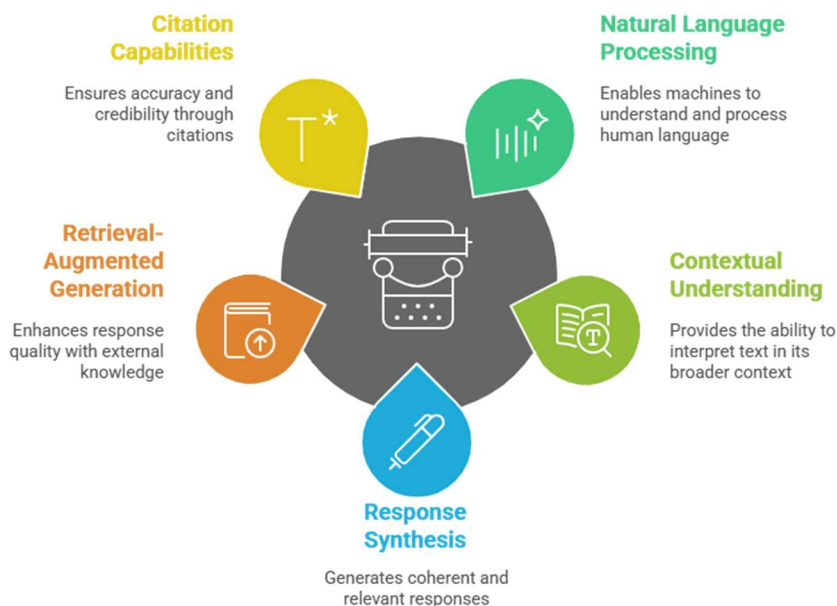 Citation
Capabilities
Ensures accuracy and
credibility through
citations
Natural Language
Processing
Enables machines to
understand and process
human language
T*
Retrieval-
Augmented
Generation
Enhances response
quality with external
knowledge
Contextual
Understanding
Provides the ability to
interpret text in its
broader context
T
Response
Synthesis
Generates coherent and
relevant responses